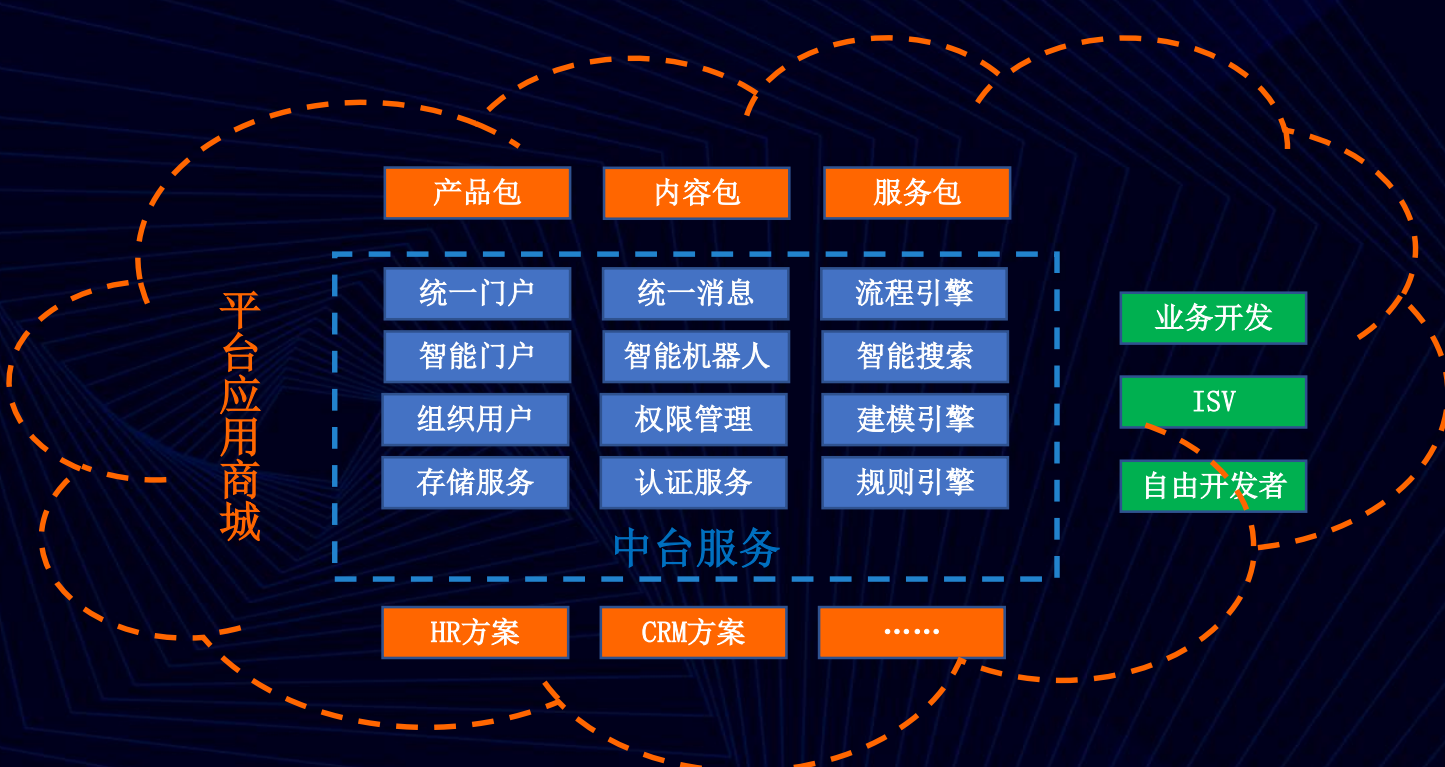 产品包
内容包
服务包
平台应用商城
统一门户
统一消息
流程引擎
智能门户
智能机器人
智能搜索
组织用户
权限管理
建模引擎
存储服务
认证服务
规则引擎
中台服务
业务开发
ISV
自由开发者
HR方案
CRM方案
……